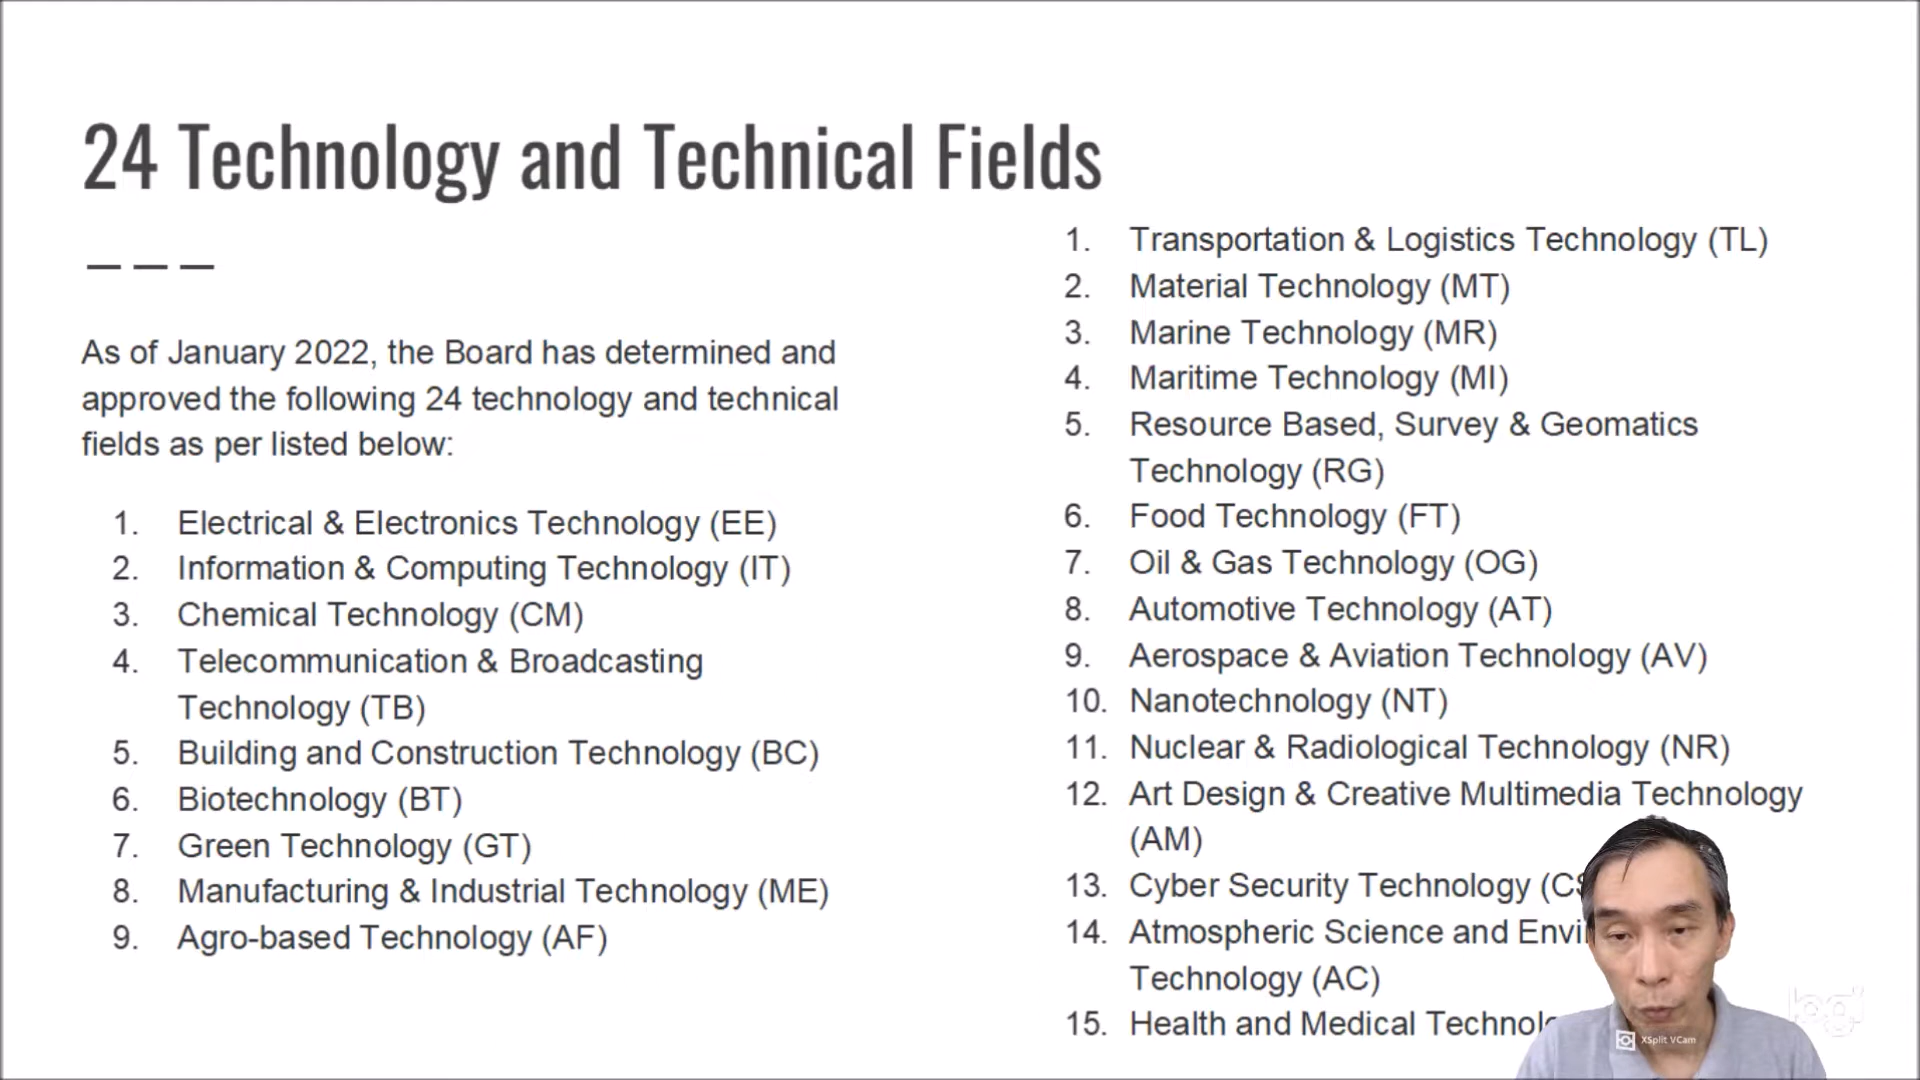 24 Technology and Technical Fields
As of January 2022, the Board has determined and
approved the following 24 technology and technical
fields as per listed below:
1. Electrical & Electronics Technology (EE)
2. Information & Computing Technology (IT)
3. Chemical Technology (CM)
4. Telecommunication & Broadcasting
Technology (TB)
5. Building and Construction Technology (BC)
6. Biotechnology (BT)
7. Green Technology (GT)
8. Manufacturing & Industrial Technology (ME)
9. Agro-based Technology (AF)
1. Transportation & Logistics Technology (TL)
2. Material Technology (MT)
3. Marine Technology (MR)
4. Maritime Technology (MI)
5. Resource Based, Survey & Geomatics
Technology (RG)
6. Food Technology (FT)
7. Oil & Gas Technology (OG)
8. Automotive Technology (AT)
9. Aerospace & Aviation Technology (AV)
10. Nanotechnology (NT)
11. Nuclear & Radiological Technology (NR)
12. Art Design & Creative Multimedia Technology
(AM)
13. Cyber Security Technology
14. Atmospheric Science and
Technology (AC)
15. Health and Medical
logi
XSplit VCam